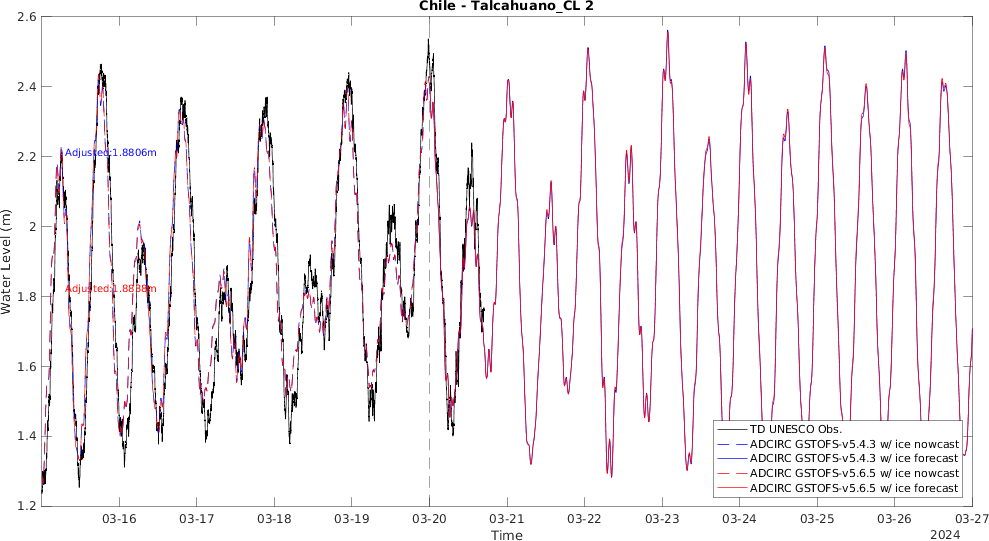 Chile - Talcahuano_CL 2
Water Level (m)
2.6
2.4
2.2
2
1.8
1.6
1.4
1.2
Adjusted:1.8806m
Adjusted:1.8838m
TD UNESCO Obs.
ADCIRC GSTOFS-v5.4.3 w/ ice nowcast
ADCIRC GSTOFS-v5.4.3 w/ ice forecast
ADCIRC GSTOFS-v5.6.5 w/ ice nowcast
ADCIRC GSTOFS-v5.6.5 w/ ice forecast
03-16 03-17 03-18 03-19 03-20 03-21 03-22 03-23 03-24 03-25 03-26 03-27
Time
2024